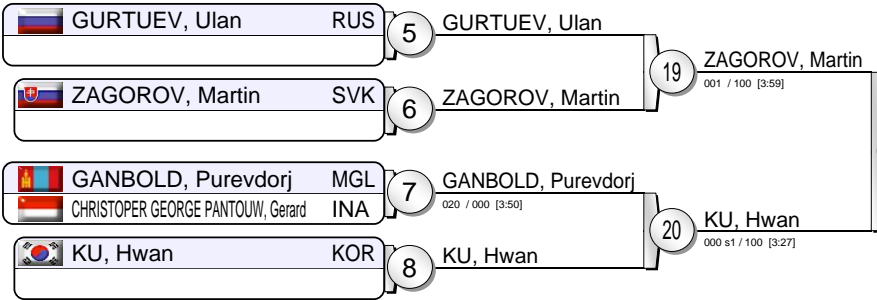 GURTUEV, Ulan RUS
5
GURTUEV, Ulan
ZAGOROV, Martin SVK
6
ZAGOROV, Martin
19
ZAGOROV, Martin
001 / 100 [3:59]
GANBOLD, Purevdorj MGL
CHRISTOPER GEORGE PANTOUW, Gerard INA
7
GANBOLD, Purevdorj
020 / 000 [3:50]
KU, Hwan KOR
8
KU, Hwan
20
KU, Hwan
000 s1 / 100 [3:27]